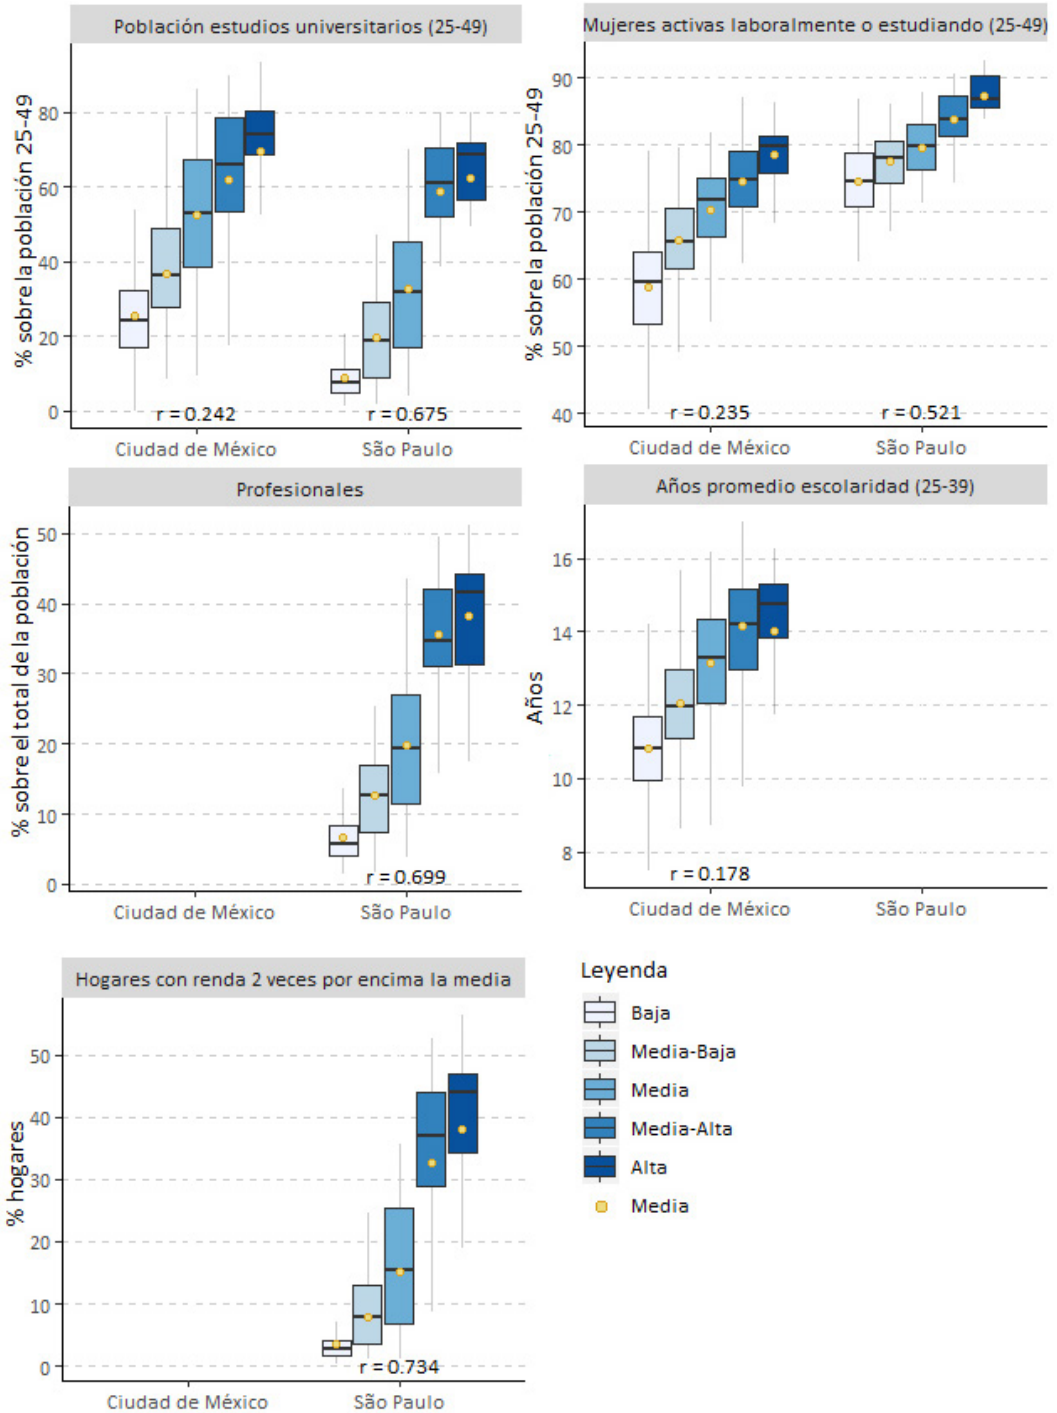 Población estudios universitarios (25-49)
% sobre la población 25-49
80
60
40
20
0
r = 0.242
r = 0.675
Ciudad de México
São Paulo
Mujeres activas laboralmente o estudiando (25-49)
% sobre la población 25-49
90
80
70
60
50
40
r = 0.235
r = 0.521
Ciudad de México
São Paulo
Profesionales
% sobre el total de la población
50
40
30
20
10
0
r = 0.699
Ciudad de México
São Paulo
Años promedio escolaridad (25-39)
Años
16
14
12
10
8
r = 0.178
Ciudad de México
São Paulo
Hogares con renda 2 veces por encima la media
% hogares
50
40
30
20
10
0
r = 0.734
Ciudad de México
São Paulo
Leyenda
Baja
Media-Baja
Media
Media-Alta
Alta
Media